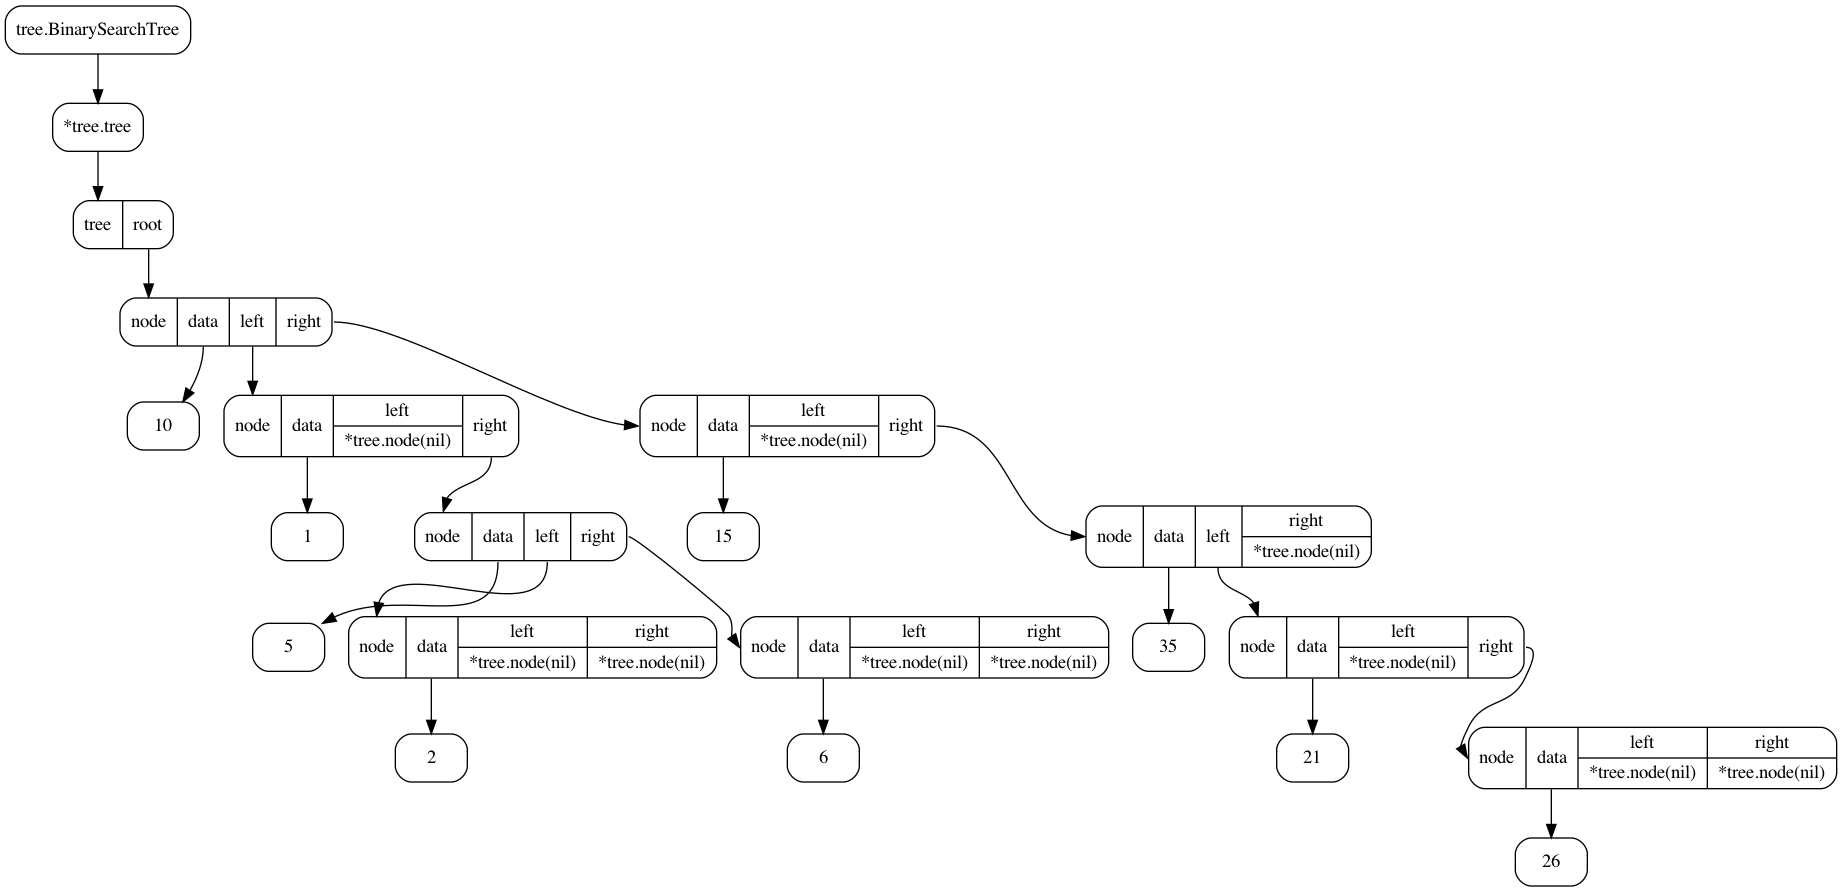 tree.BinarySearchTree
*tree.tree
tree root
node data left right
10
node data left *tree.node(nil) right
node data left *tree.node(nil) right
1
node data left right
15
node data left right *tree.node(nil)
5
node data left *tree.node(nil) right *tree.node(nil)
node data left *tree.node(nil) right *tree.node(nil)
35
node data left *tree.node(nil) right
2
6
21
node data left *tree.node(nil) right *tree.node(nil)
26